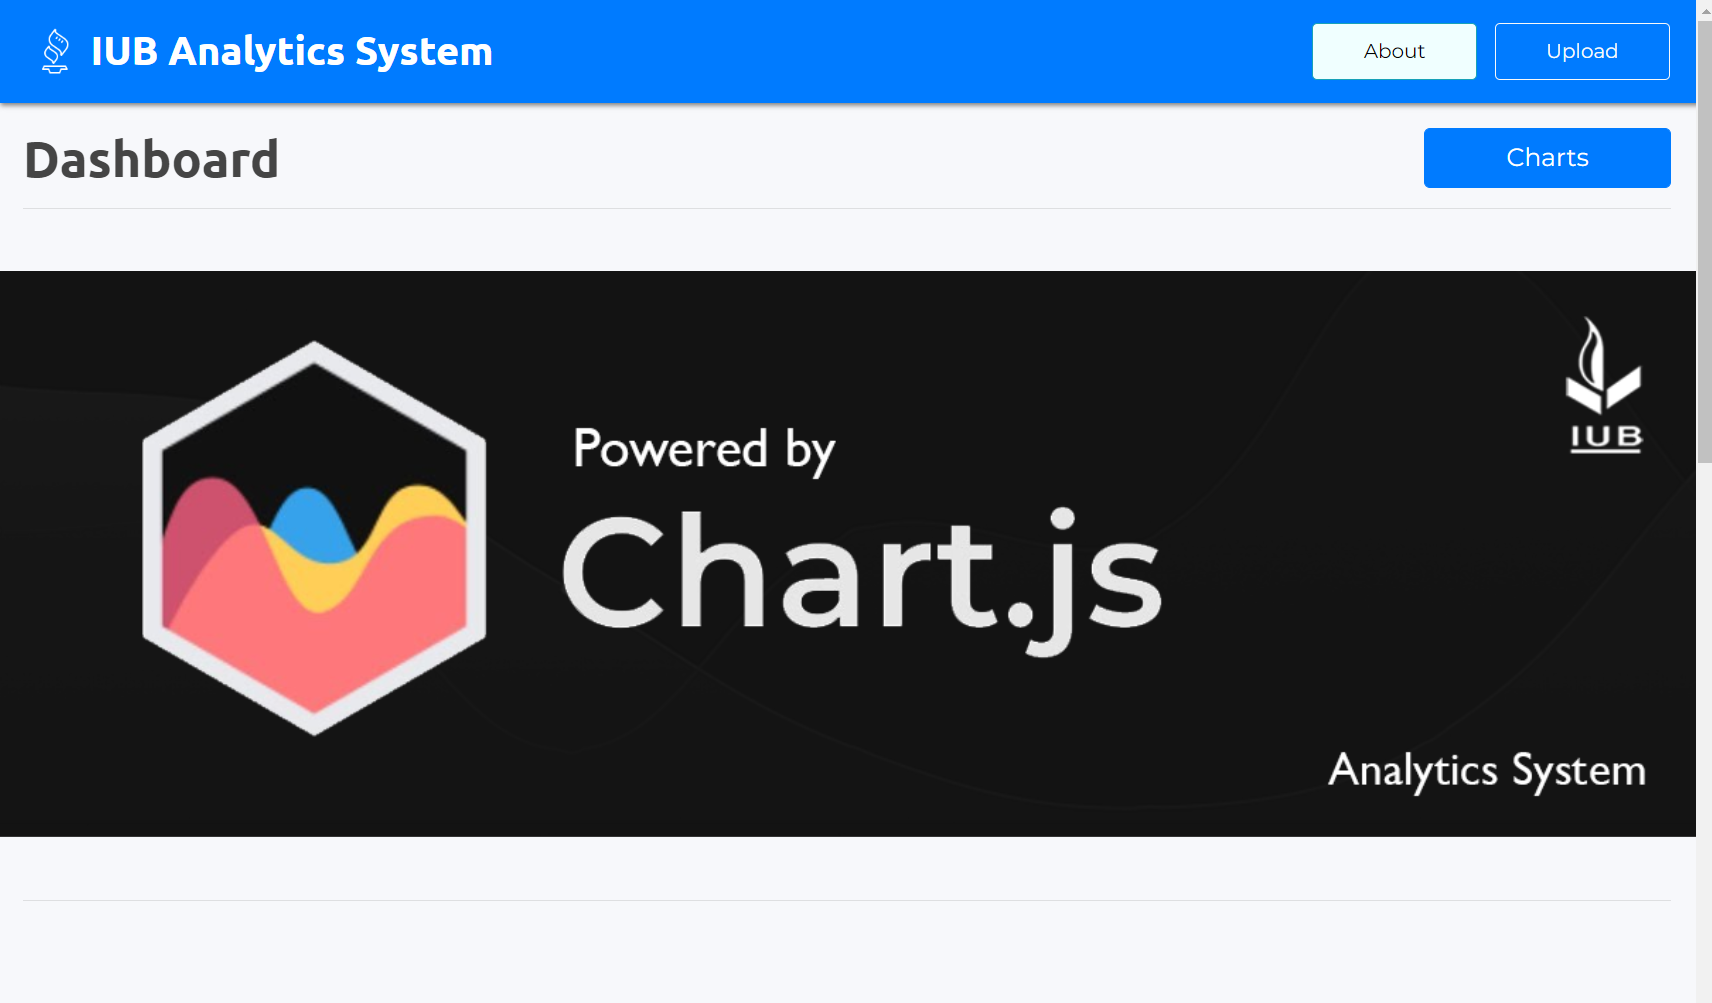 IUB Analytics System
About
Upload
Dashboard
Charts
IUB
Powered by
Chart.js
Analytics System